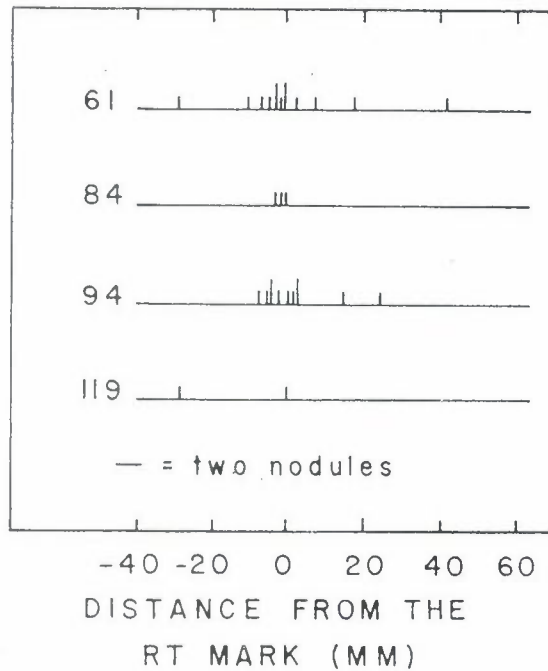 61
84
94
119
— = two nodules
-40 -20 0 20 40 60
DISTANCE FROM THE
RT MARK (MM)